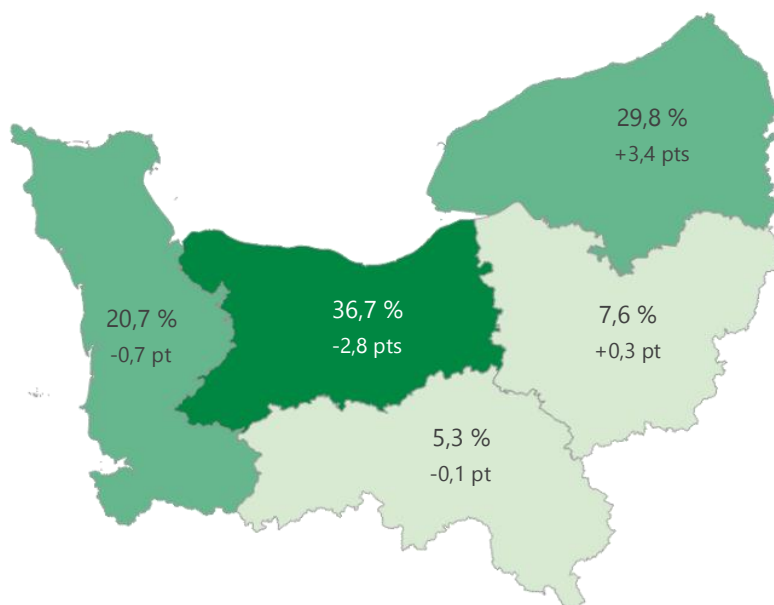 29,8 %
+3,4 pts
20,7 %
-0,7 pt
36,7 %
-2,8 pts
7,6 %
+0,3 pt
5,3 %
-0,1 pt